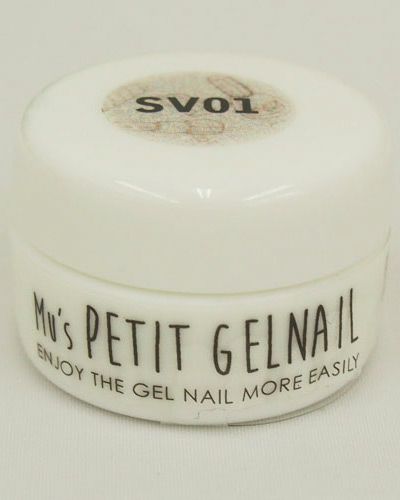 SV01
Mu's PETIT GELNAIL
ENJOY THE GEL NAIL MORE EASILY